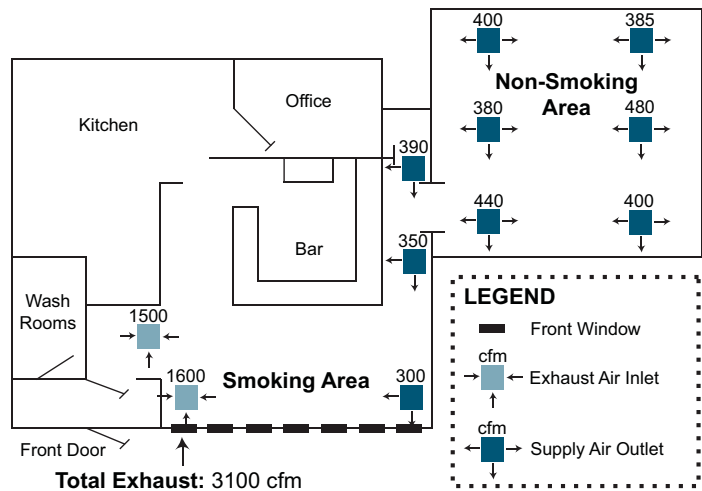 400
385
Non-Smoking
Area
Office
Kitchen
380
480
390
440
400
Bar
350
Wash
Rooms
1500
1600
Smoking Area
300
Front Door
Total Exhaust: 3100 cfm
LEGEND
Front Window
cfm
Exhaust Air Inlet
cfm
Supply Air Outlet